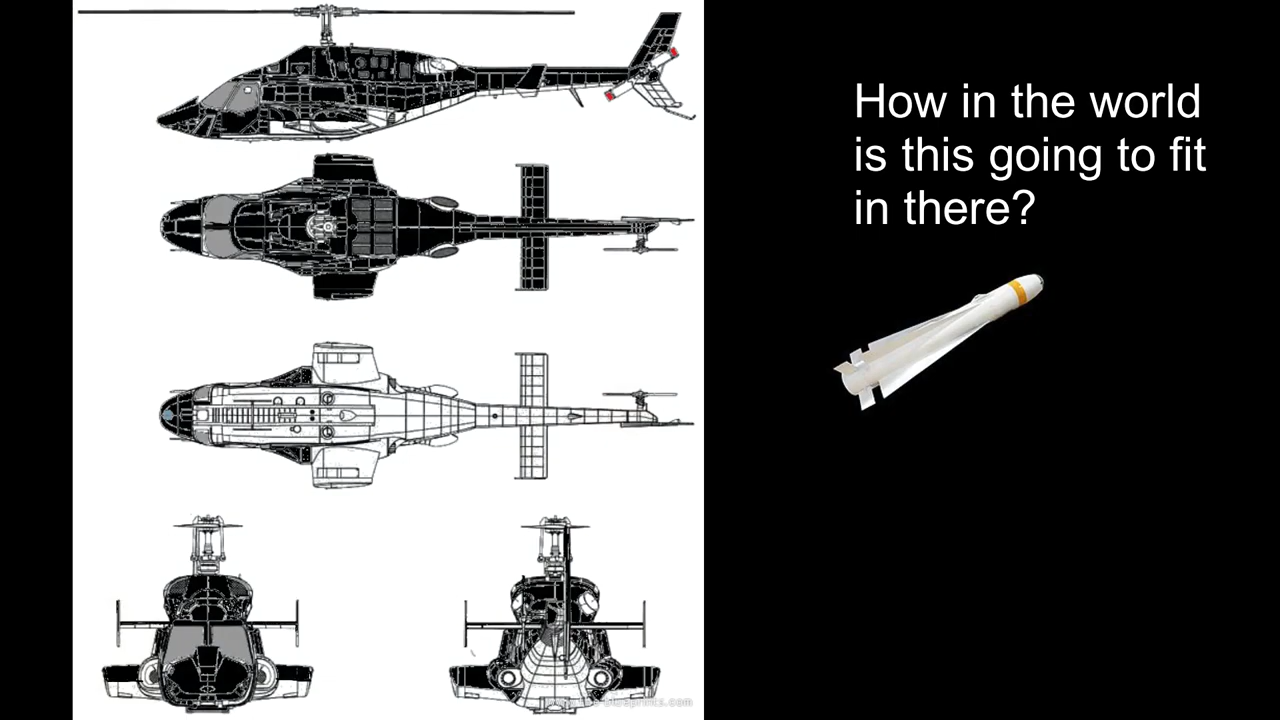 How in the world
is this going to fit
in there?